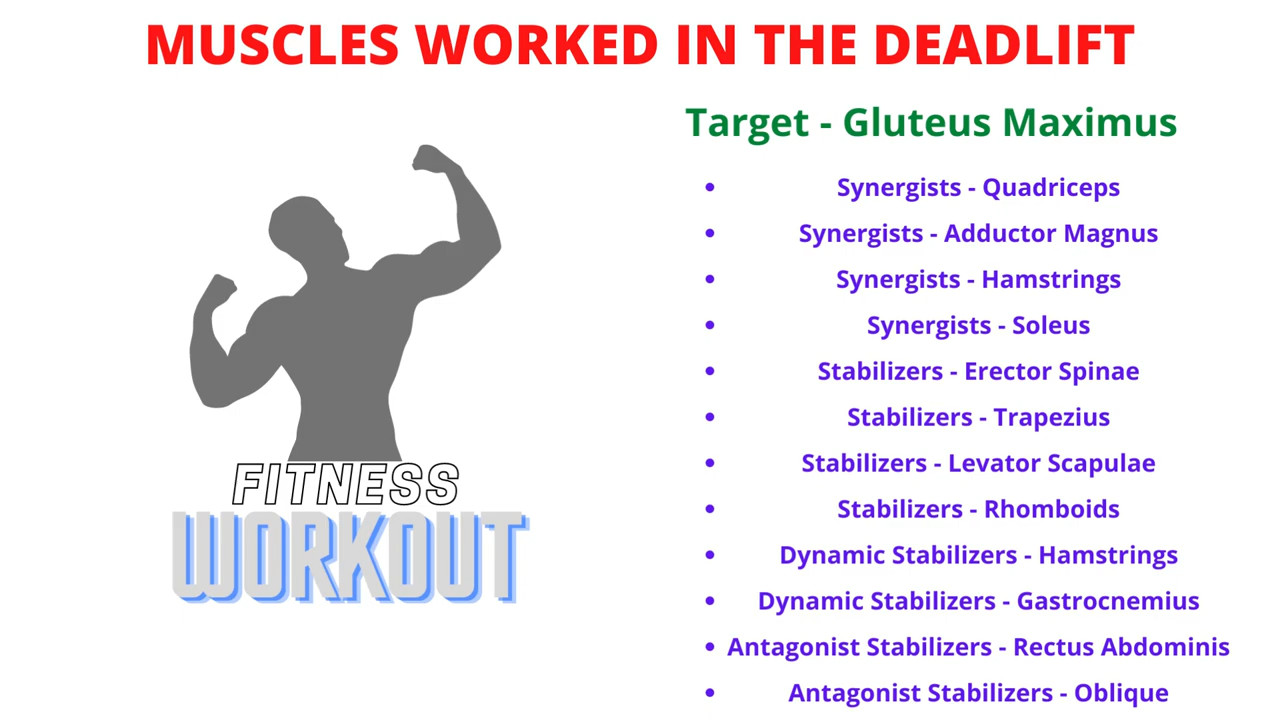 MUSCLES WORKED IN THE DEADLIFT
Target - Gluteus Maximus
• Synergists - Quadriceps
• Synergists - Adductor Magnus
• Synergists - Hamstrings
• Synergists - Soleus
• Stabilizers - Erector Spinae
• Stabilizers - Trapezius
• Stabilizers - Levator Scapulae
• Stabilizers - Rhomboids
• Dynamic Stabilizers - Hamstrings
• Dynamic Stabilizers - Gastrocnemius
• Antagonist Stabilizers - Rectus Abdominis
• Antagonist Stabilizers - Oblique
FITNESS
WORKOUT